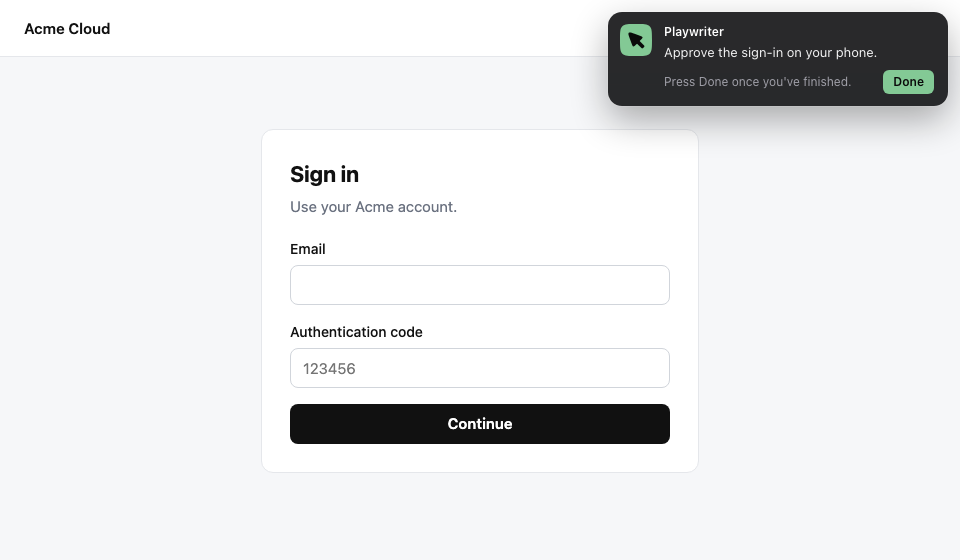 Acme Cloud
Playwriter
Approve the sign-in on your phone.
Press Done once you've finished.
Done
Sign in
Use your Acme account.
Email
Authentication code
123456
Continue